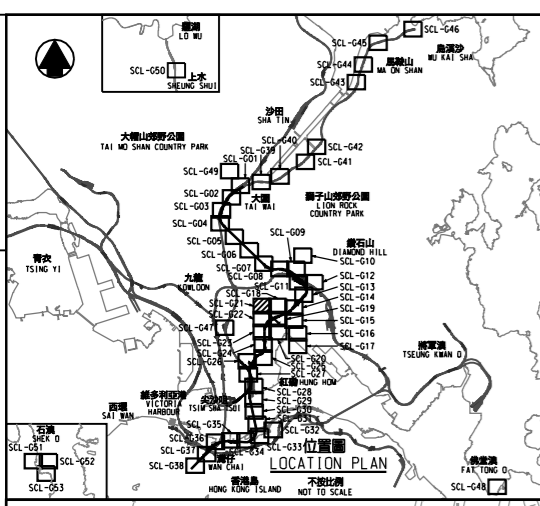 羅湖
LO WU
SCL-G50
上水
SHEUNG SHUI
SCL-G46
SCL-G45
烏溪沙
WU KAI SHA
SCL-G44
馬鞍山
MA ON SHAN
SCL-G43
沙田
SHA TIN
大帽山郊野公園
TAI MO SHAN COUNTRY PARK
SCL-G40
SCL-G39
SCL-G42
SCL-G01
SCL-G41
SCL-G49
SCL-G02
大圍
TAI WAI
獅子山郊野公園
LION ROCK
COUNTRY PARK
SCL-G03
SCL-G04
SCL-G05
SCL-G06
SCL-G07
SCL-G08
SCL-G09
鑽石山
DIAMOND HILL
SCL-G10
青衣
TSING YI
九龍
KOWLOON
SCL-G11
SCL-G12
SCL-G13
SCL-G14
SCL-G18
SCL-G19
SCL-G21
SCL-G15
SCL-G22
SCL-G16
SCL-G47
SCL-G17
SCL-G23
SCL-G24
SCL-G20
SCL-G26
SCL-G27
將軍澳
TSEUNG KWAN O
紅磡 HUNG HOM
SCL-G28
SCL-G29
SCL-G30
尖沙咀
TSIM SHA TSUI
維多利亞港
VICTORIA
HARBOUR
西環
SAI WAN
SCL-G35
SCL-G32
SCL-G36
SCL-G33
SCL-G37
SCL-G38
灣仔
WAN CHAI
位置圖
LOCATION PLAN
香港島
HONG KONG ISLAND
不按比例
NOT TO SCALE
石澳
SHEK O
SCL-G51
SCL-G52
SCL-G53
佛堂澳
FAT TONG O
SCL-G48